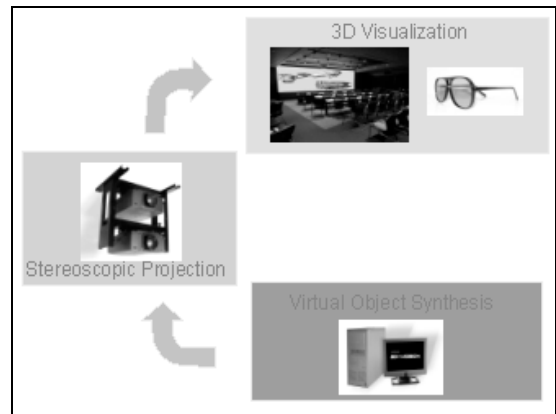 3D Visualization
Stereoscopic Projection
Virtual Object Synthesis